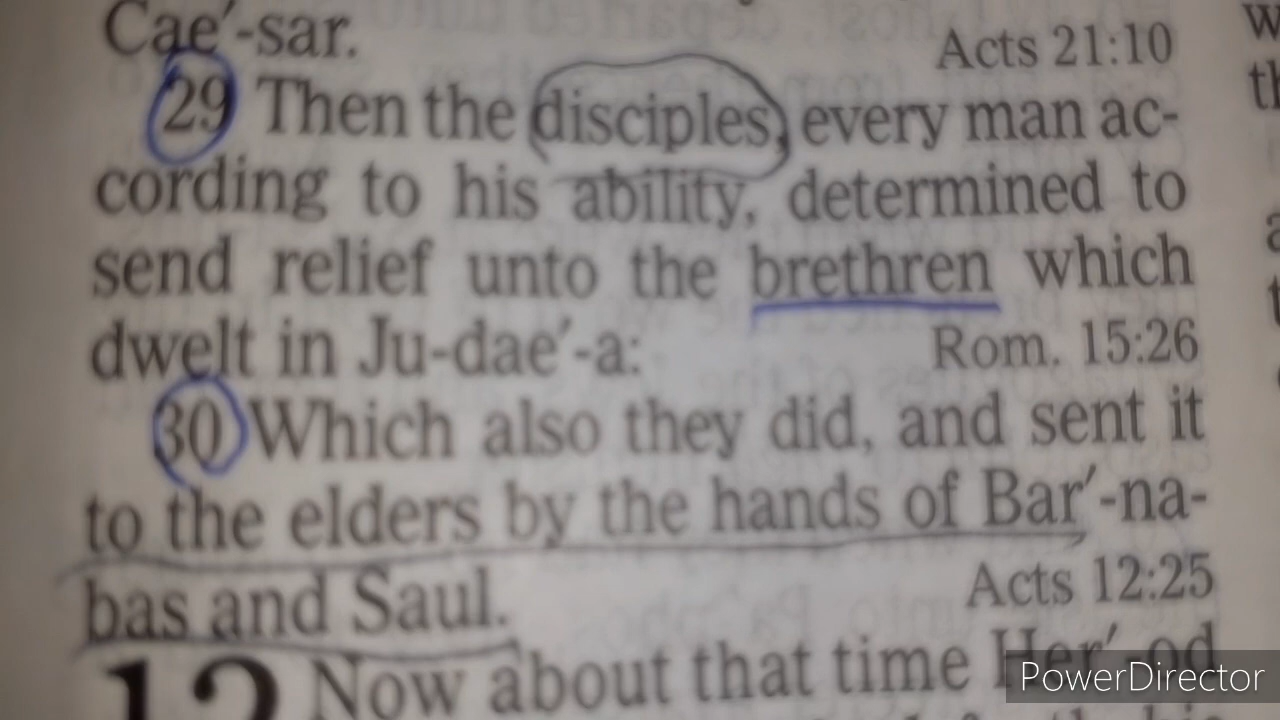 Cae′-sar.
Acts 21:10
29 Then the disciples, every man ac-
cording to his ability, determined to
send relief unto the brethren which
dwelt in Ju-dae′-a:
Rom. 15:26
30 Which also they did, and sent it
to the elders by the hands of Bar′-na-
bas and Saul.
Acts 12:25
12 Now about that time Her′-od
PowerDirector